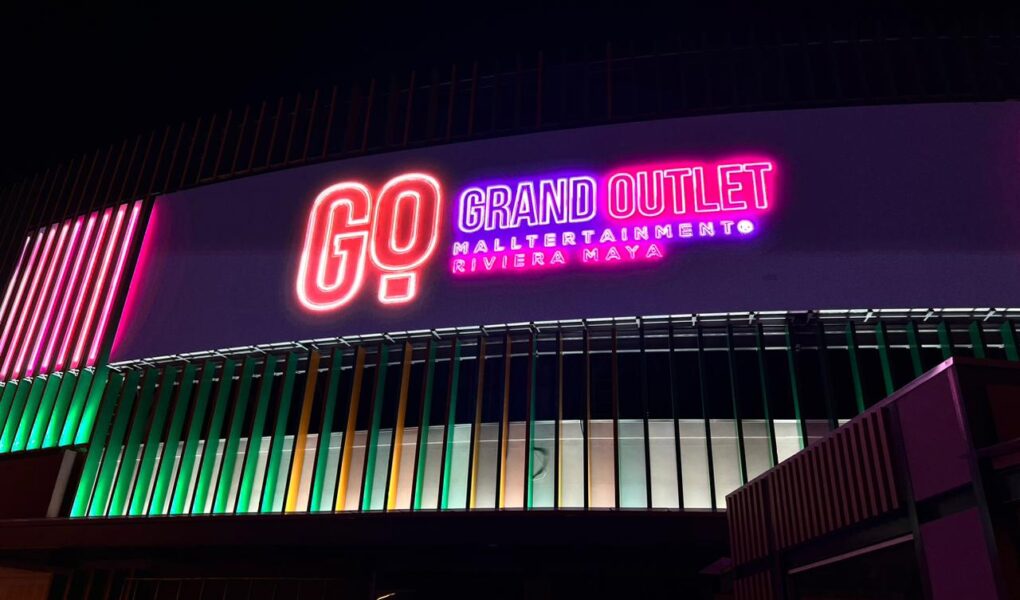 GO
GRAND OUTLET
MALLTERTAINMENT®
RIVIERA MAYA